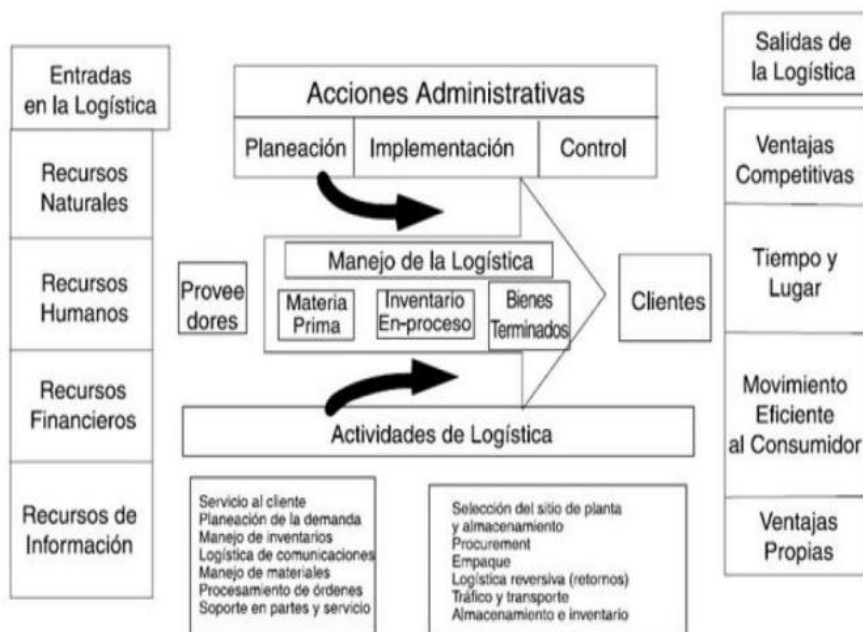 Entradas
en la Logística
Recursos
Naturales
Recursos
Humanos
Recursos
Financieros
Recursos de
Información
Acciones Administrativas
Planeación
Implementación
Control
Provee
dores
Manejo de la Logística
Materia
Prima
Inventario
En-proceso
Bienes
Terminados
Clientes
Actividades de Logística
Servicio al cliente
Planeación de la demanda
Manejo de inventarios
Logística de comunicaciones
Manejo de materiales
Procesamiento de órdenes
Soporte en partes y servicio
Selección del sitio de planta
y almacenamiento
Procurement
Empaque
Logística reversiva (retornos)
Tráfico y transporte
Almacenamiento e inventario
Salidas de
la Logística
Ventajas
Competitivas
Tiempo y
Lugar
Movimiento
Eficiente
al Consumidor
Ventajas
Propias